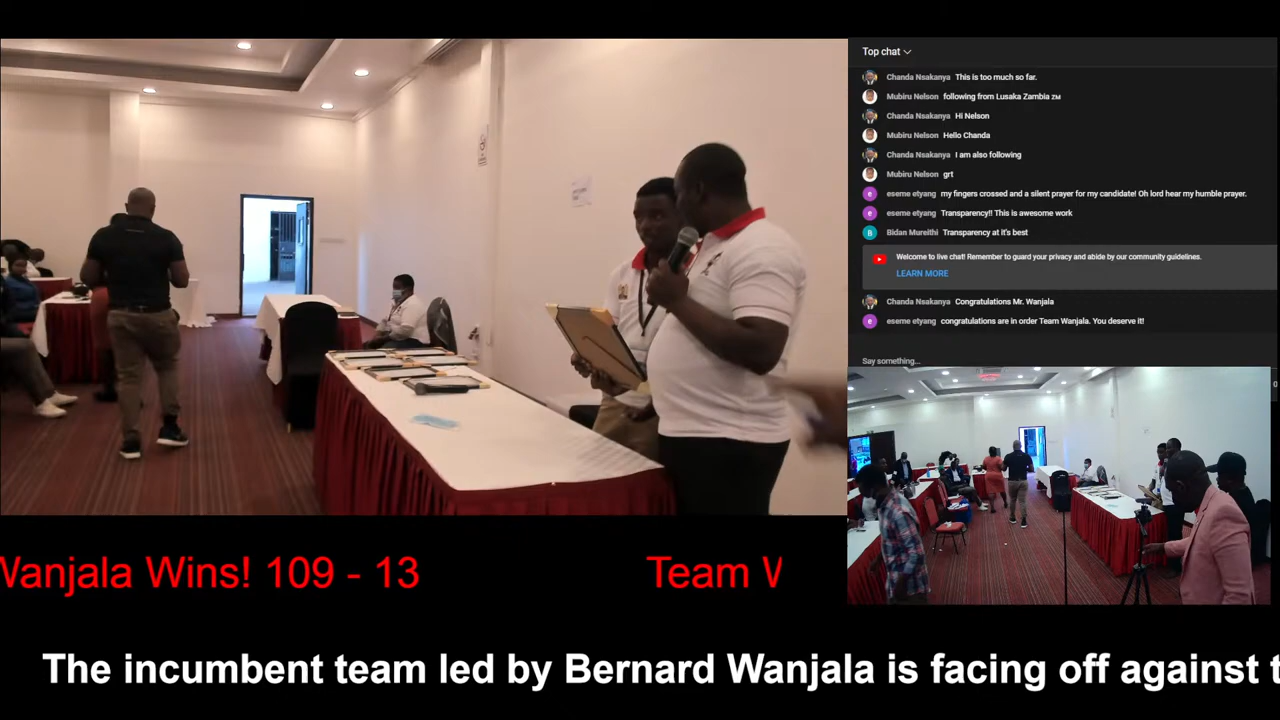 Top chat
Chanda Nsakanya This is too much so far.
Mubiru Nelson following from Lusaka Zambia ZM
Chanda Nsakanya Hi Nelson
Mubiru Nelson Hello Chanda
Chanda Nsakanya I am also following
Mubiru Nelson grt
eseme etyang my fingers crossed and a silent prayer for my candidate! Oh lord hear my humble prayer.
eseme etyang Transparency!! This is awesome work
Bidan Mureithi Transparency at it's best
Welcome to live chat! Remember to guard your privacy and abide by our community guidelines.
LEARN MORE
Chanda Nsakanya Congratulations Mr. Wanjala
eseme etyang congratulations are in order Team Wanjala. You deserve it!
Say something...
Wanjala Wins! 109 - 13 Team W
The incumbent team led by Bernard Wanjala is facing off against t